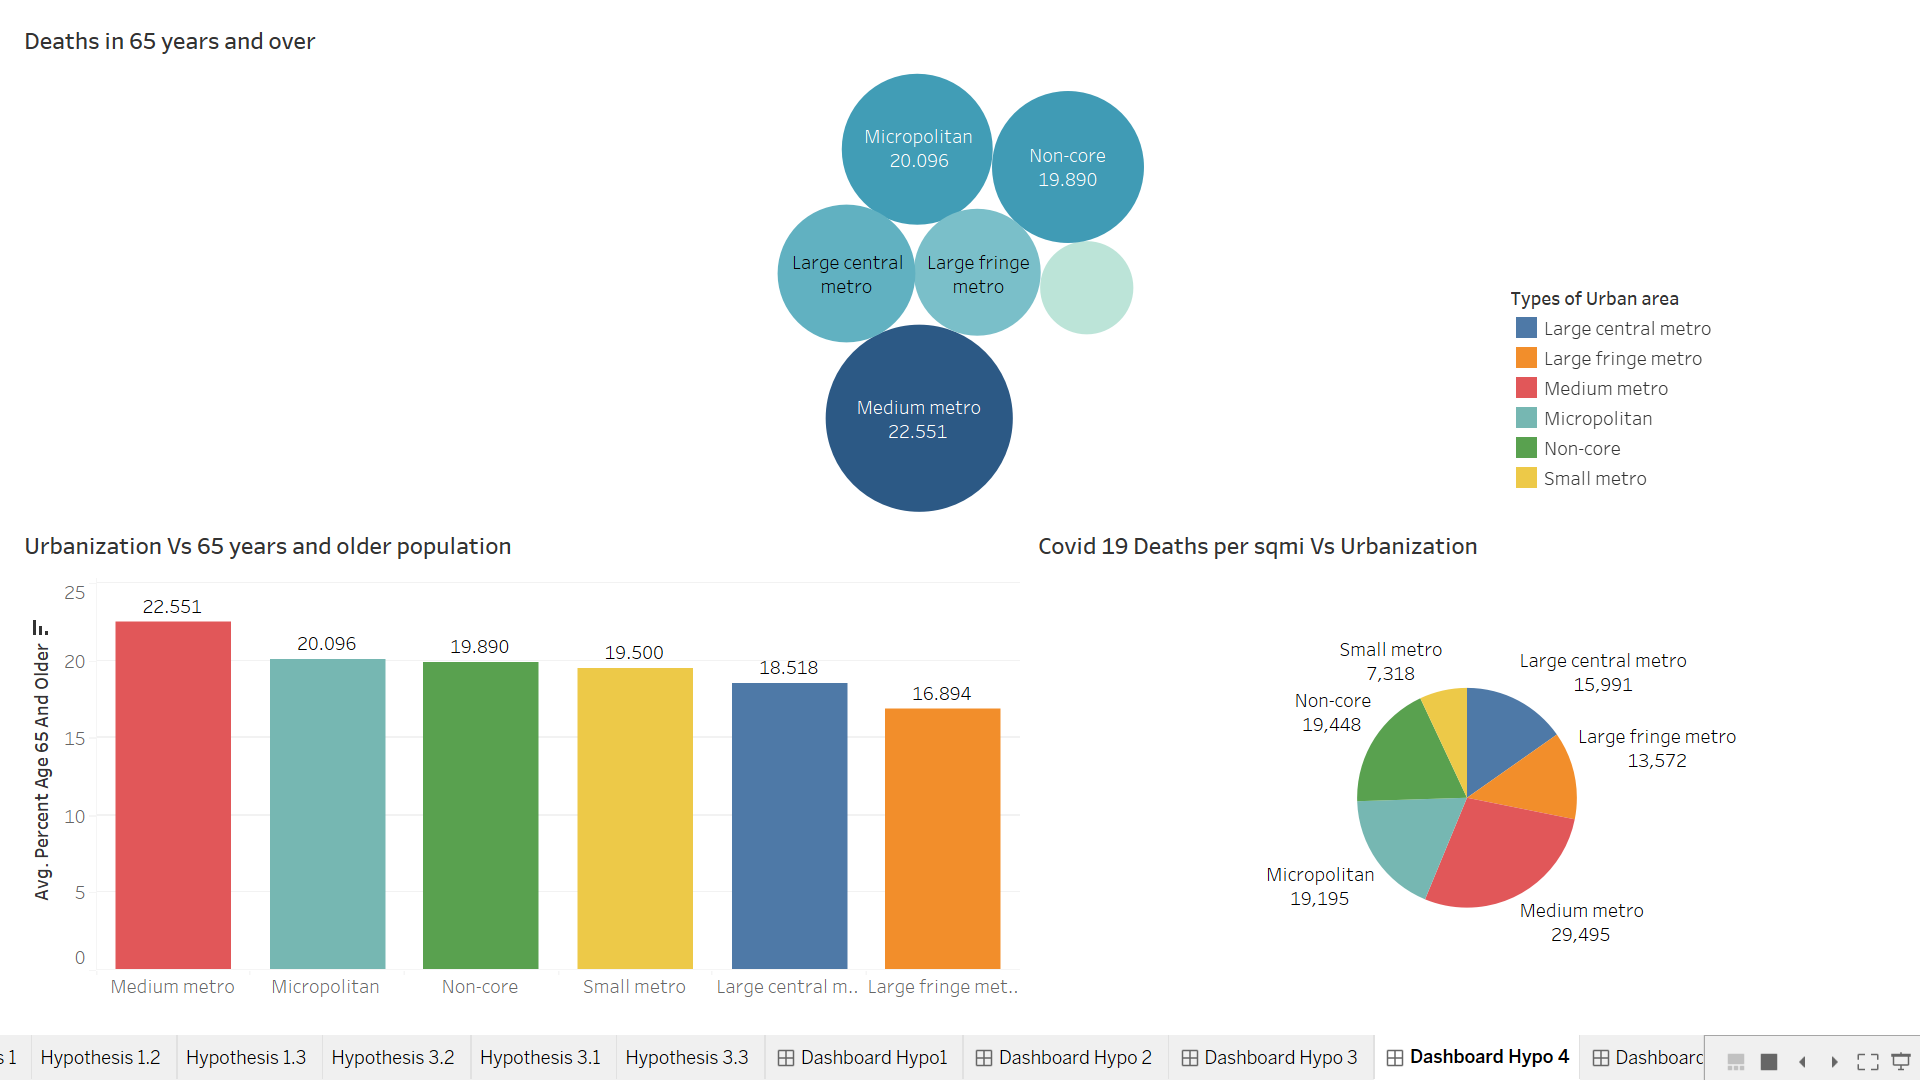 Deaths in 65 years and over
Micropolitan
20.096
Non-core
19.890
Large central
metro
Large fringe
metro
Medium metro
22.551
Types of Urban area
Large central metro
Large fringe metro
Medium metro
Micropolitan
Non-core
Small metro
Urbanization Vs 65 years and older population
Avg. Percent Age 65 And Older
25
20
15
10
5
0
22.551
20.096
19.890
19.500
18.518
16.894
Medium metro
Micropolitan
Non-core
Small metro
Large central m..
Large fringe met..
Covid 19 Deaths per sqmi Vs Urbanization
Small metro
7,318
Large central metro
15,991
Non-core
19,448
Large fringe metro
13,572
Micropolitan
19,195
Medium metro
29,495
s 1
Hypothesis 1.2
Hypothesis 1.3
Hypothesis 3.2
Hypothesis 3.1
Hypothesis 3.3
Dashboard Hypo1
Dashboard Hypo 2
Dashboard Hypo 3
Dashboard Hypo 4
Dashboard